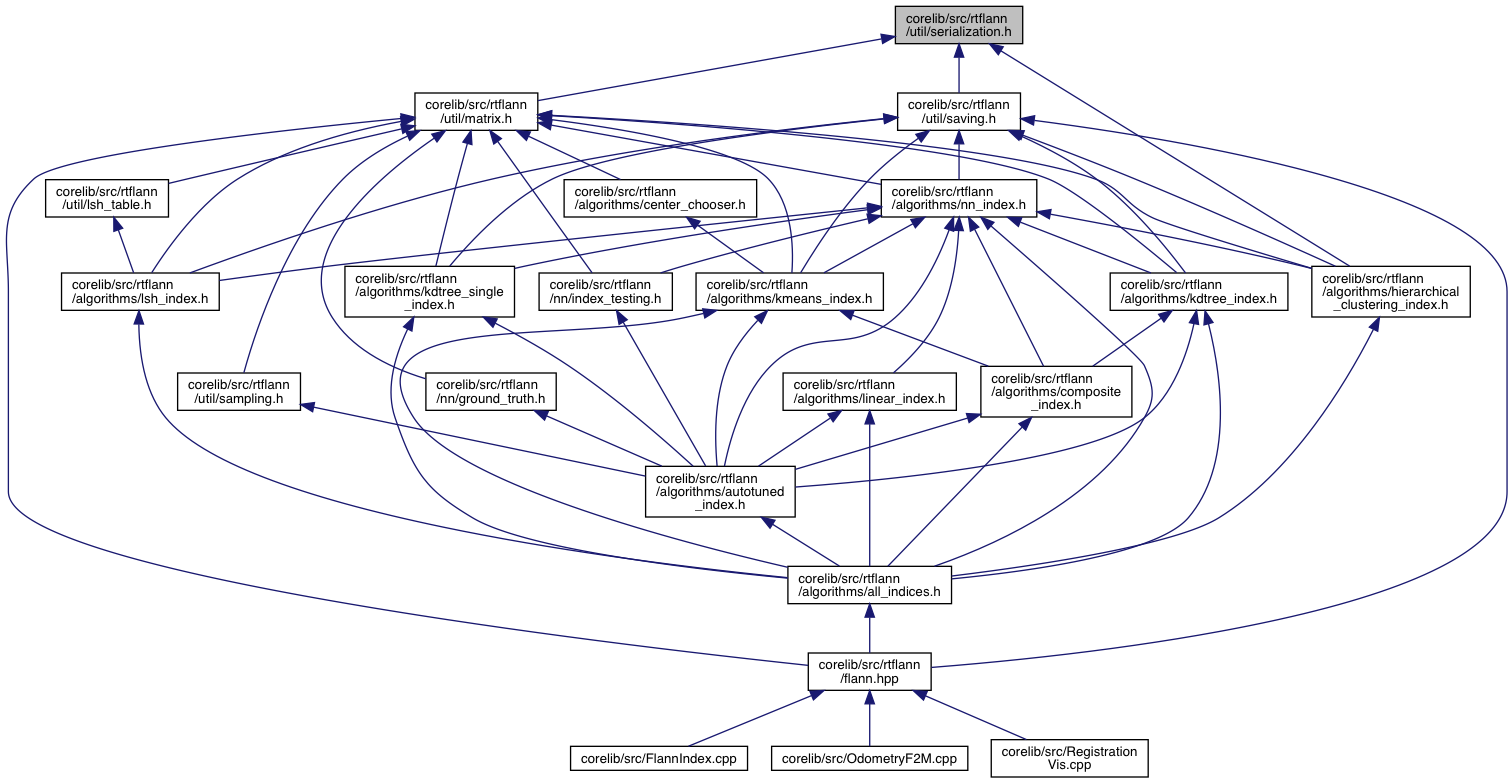 corelib/src/rtflann
/util/serialization.h
corelib/src/rtflann
/util/matrix.h
corelib/src/rtflann
/util/saving.h
corelib/src/rtflann
/util/lsh_table.h
corelib/src/rtflann
/algorithms/center_chooser.h
corelib/src/rtflann
/algorithms/nn_index.h
corelib/src/rtflann
/algorithms/lsh_index.h
corelib/src/rtflann
/algorithms/kdtree_single
_index.h
corelib/src/rtflann
/nn/index_testing.h
corelib/src/rtflann
/algorithms/kmeans_index.h
corelib/src/rtflann
/algorithms/kdtree_index.h
corelib/src/rtflann
/algorithms/hierarchical
_clustering_index.h
corelib/src/rtflann
/util/sampling.h
corelib/src/rtflann
/nn/ground_truth.h
corelib/src/rtflann
/algorithms/linear_index.h
corelib/src/rtflann
/algorithms/composite
_index.h
corelib/src/rtflann
/algorithms/autotuned
_index.h
corelib/src/rtflann
/algorithms/all_indices.h
corelib/src/rtflann
/flann.hpp
corelib/src/FlannIndex.cpp
corelib/src/OdometryF2M.cpp
corelib/src/Registration
Vis.cpp